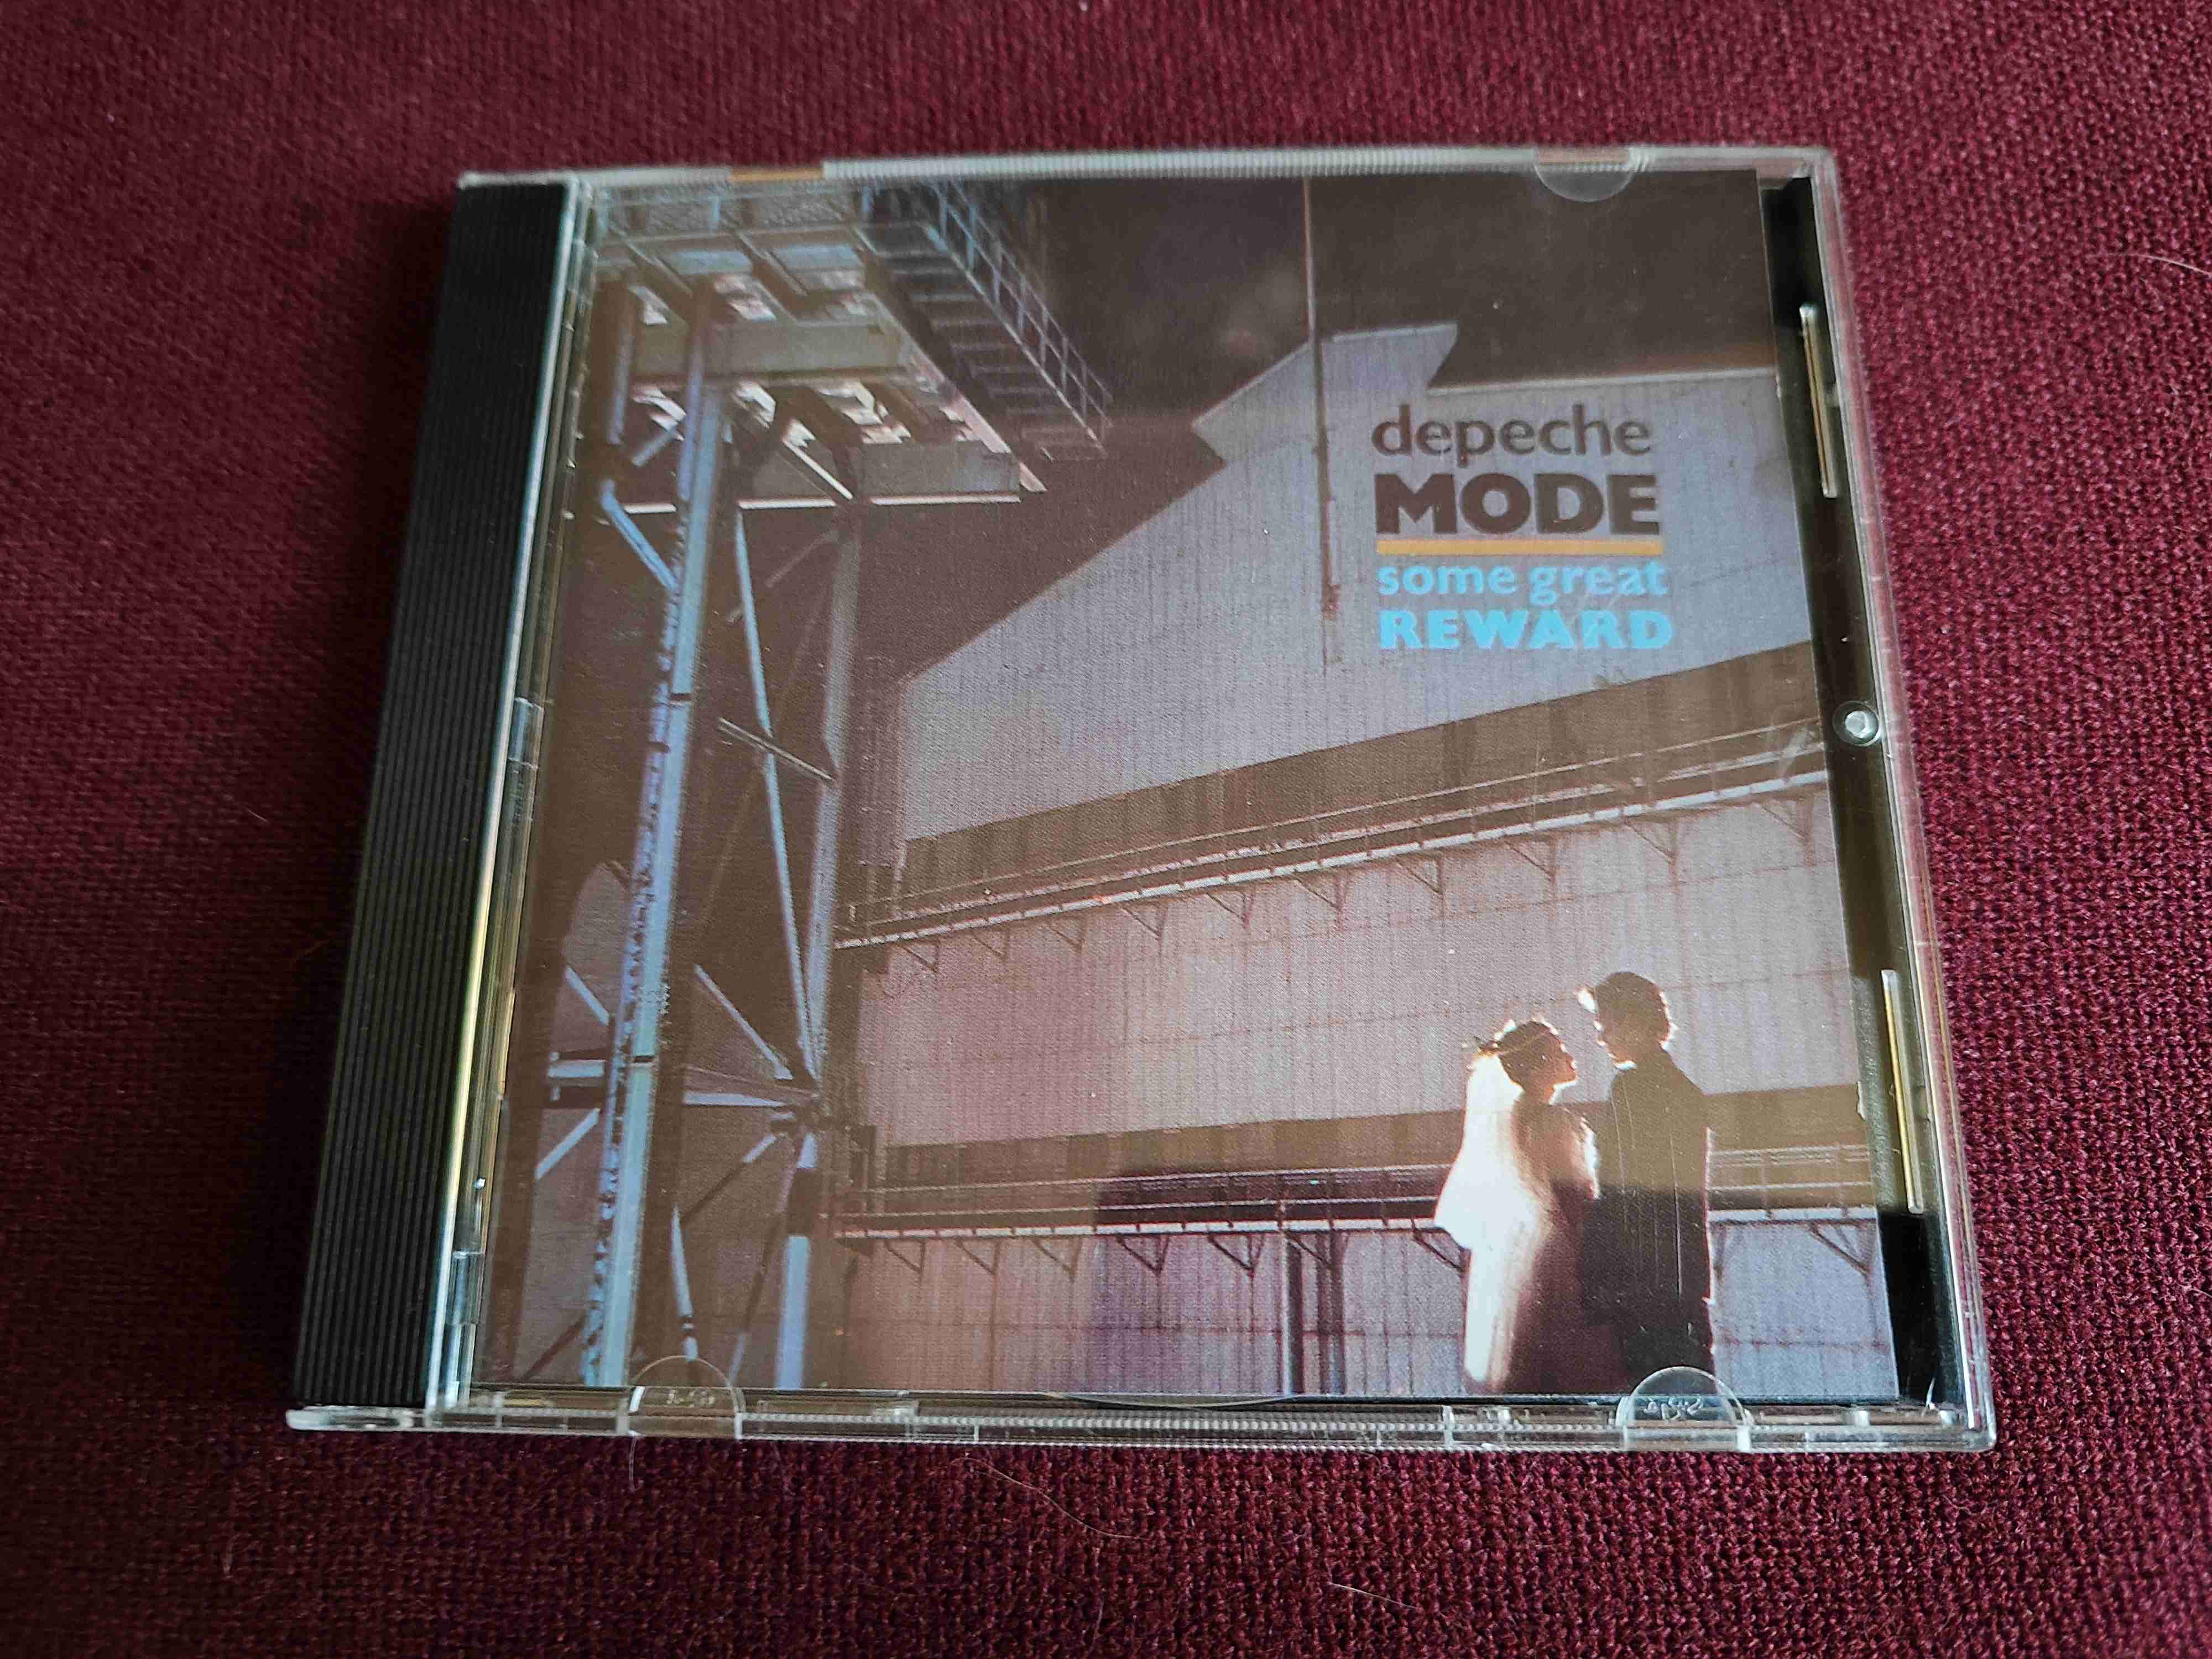 depeche
MODE
some great
REWARD